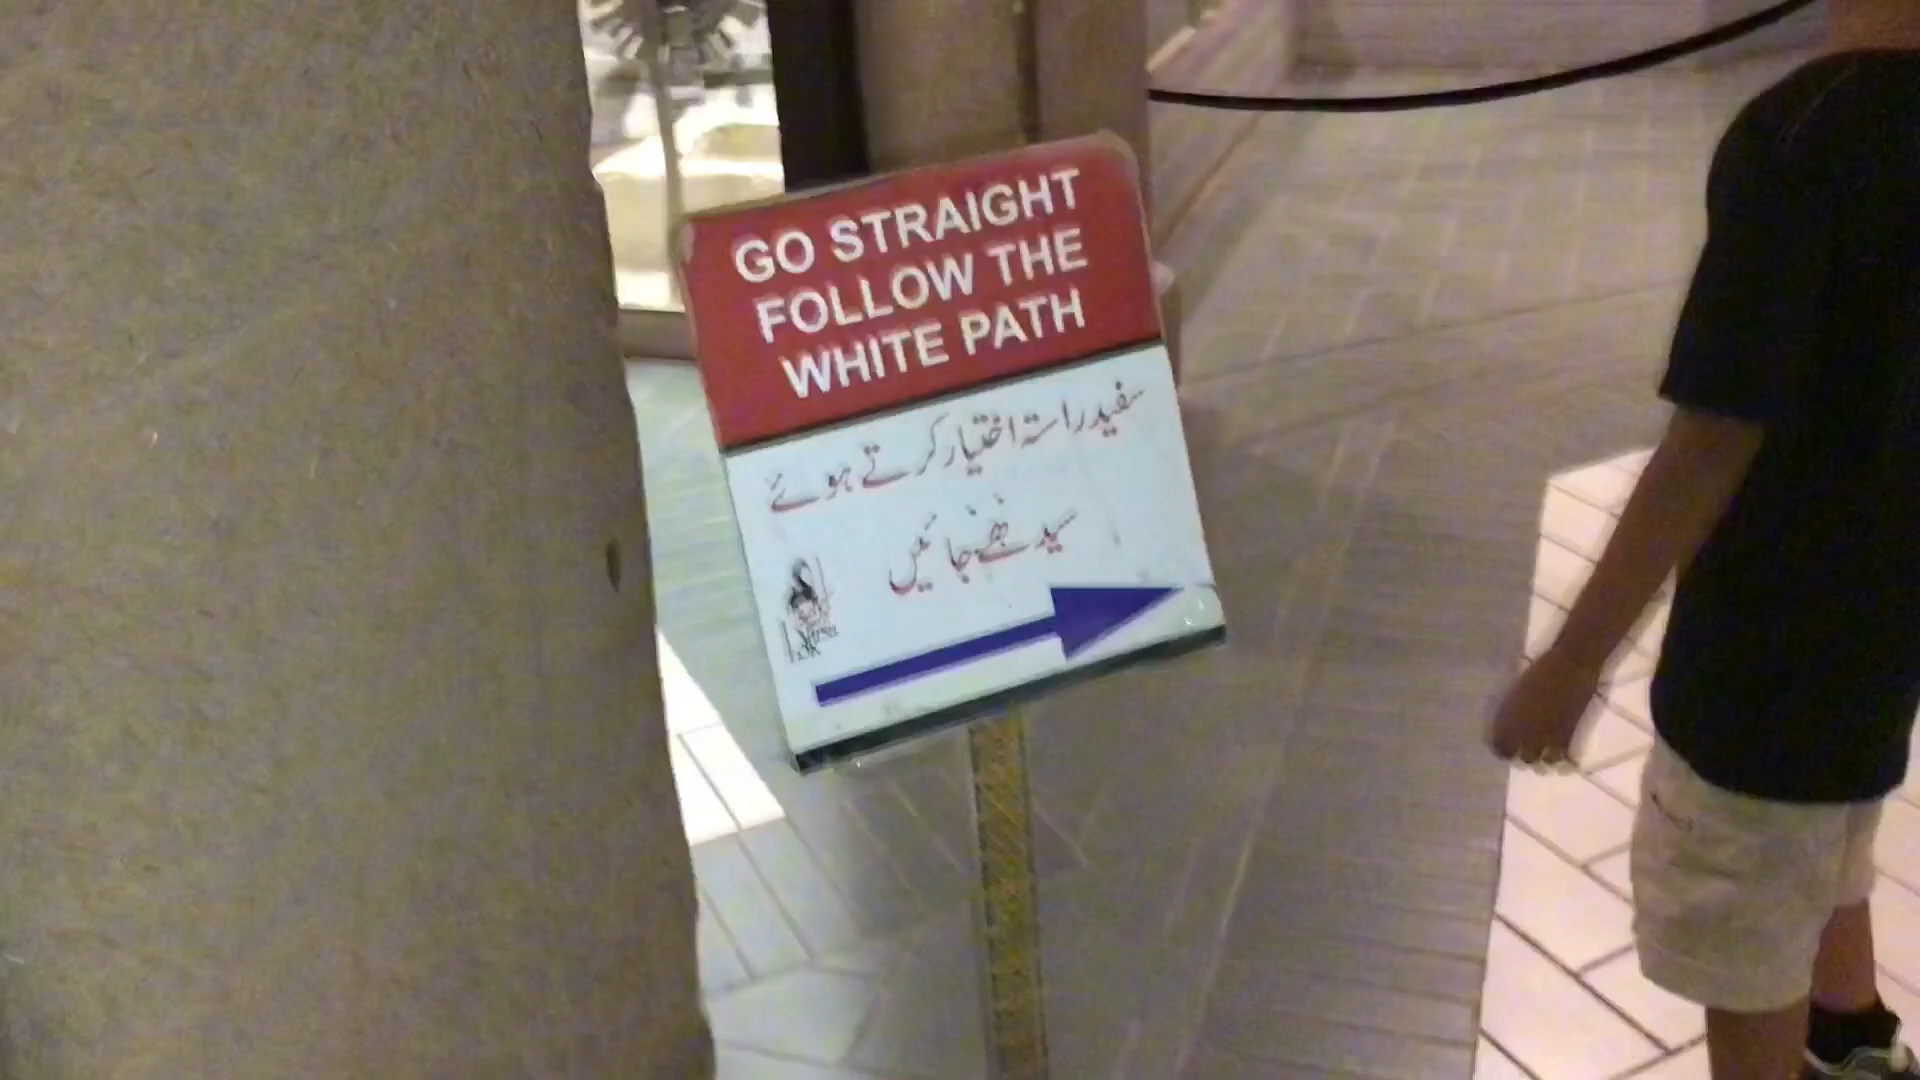 GO STRAIGHT
FOLLOW THE
WHITE PATH
سفید راستہ اختیار کرتے ہوئے
سیدھے جائیں